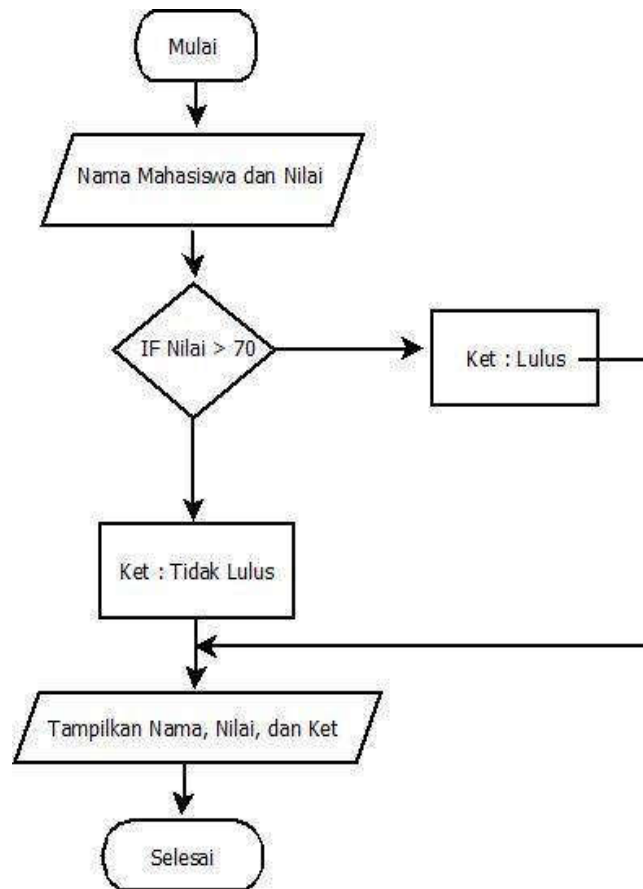 Mulai
Nama Mahasiswa dan Nilai
IF Nilai > 70
Ket : Lulus
Ket : Tidak Lulus
Tampilkan Nama, Nilai, dan Ket
Selesai